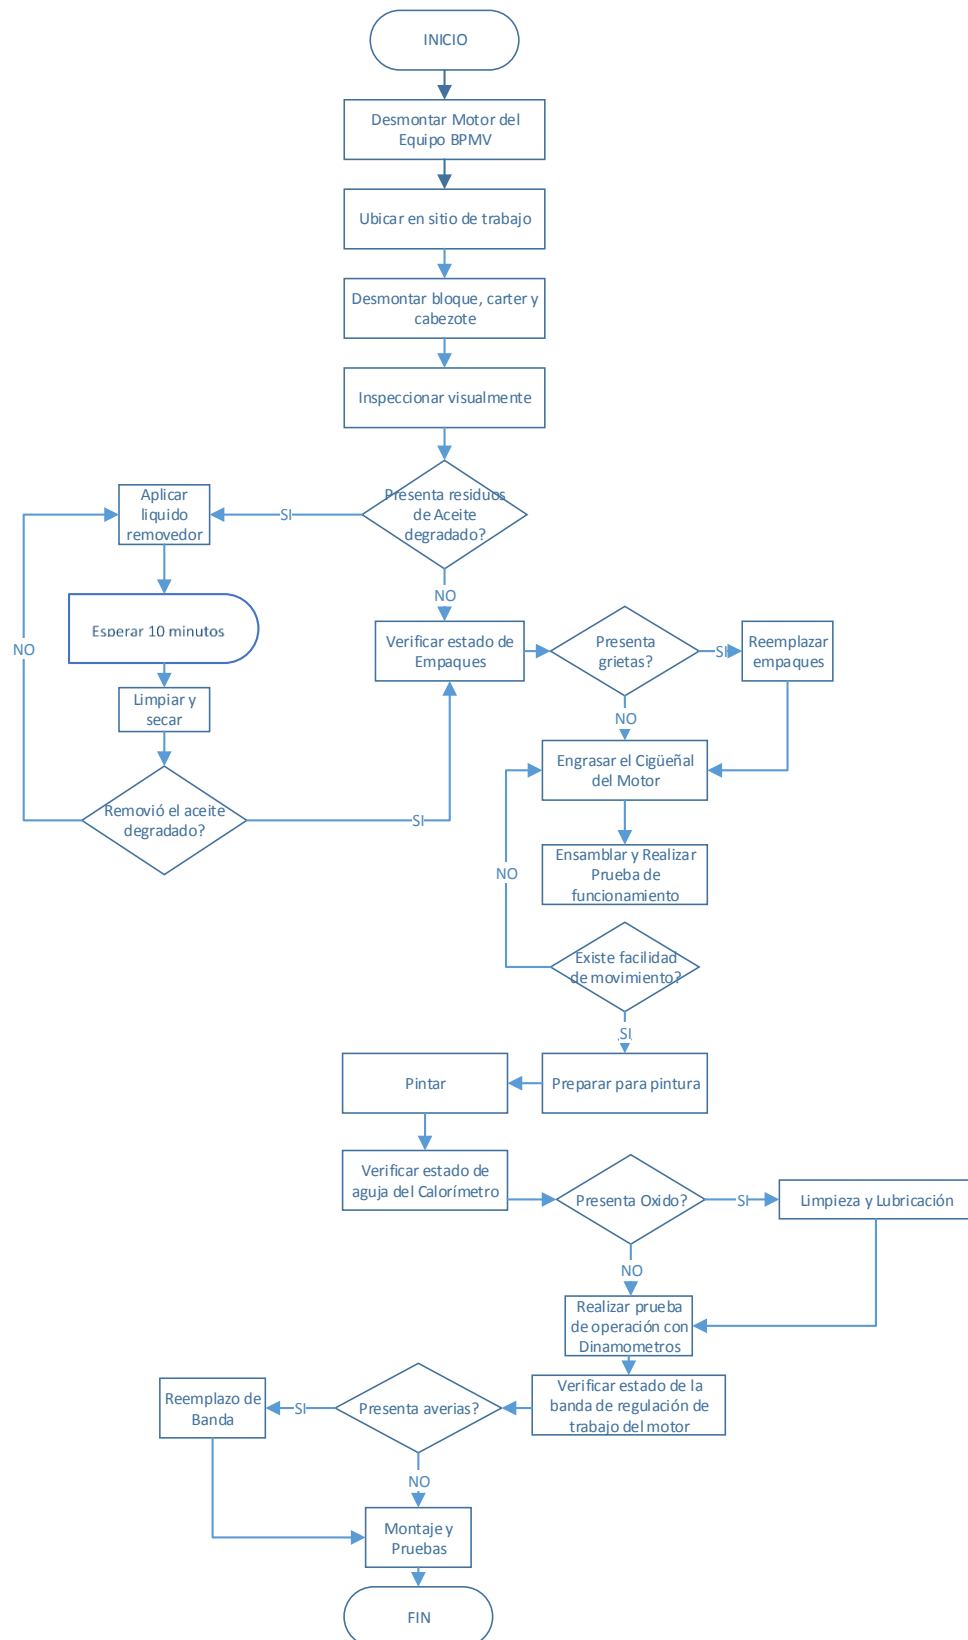 INICIO
Desmontar Motor del
Equipo BPMV
Ubicar en sitio de trabajo
Desmontar bloque, carter y
cabezote
Inspeccionar visualmente
Presenta residuos
de Aceite
degradado?
SI
Aplicar
liquido
removedor
NO
Esperar 10 minutos
Limpiar y
secar
Removió el aceite
degradado?
NO
SI
Verificar estado de
Empaques
Presenta
grietas?
SI
Reemplazar
empaques
NO
Engrasar el Cigüeñal
del Motor
Ensamblar y Realizar
Prueba de
funcionamiento
NO
Existe facilidad
de movimiento?
SI
Preparar para pintura
Pintar
Verificar estado de
aguja del Calorímetro
Presenta Oxido?
SI
Limpieza y Lubricación
NO
Realizar prueba
de operación con
Dinamometros
Verificar estado de la
banda de regulación de
trabajo del motor
Presenta averias?
SI
Reemplazo de
Banda
NO
Montaje y
Pruebas
FIN